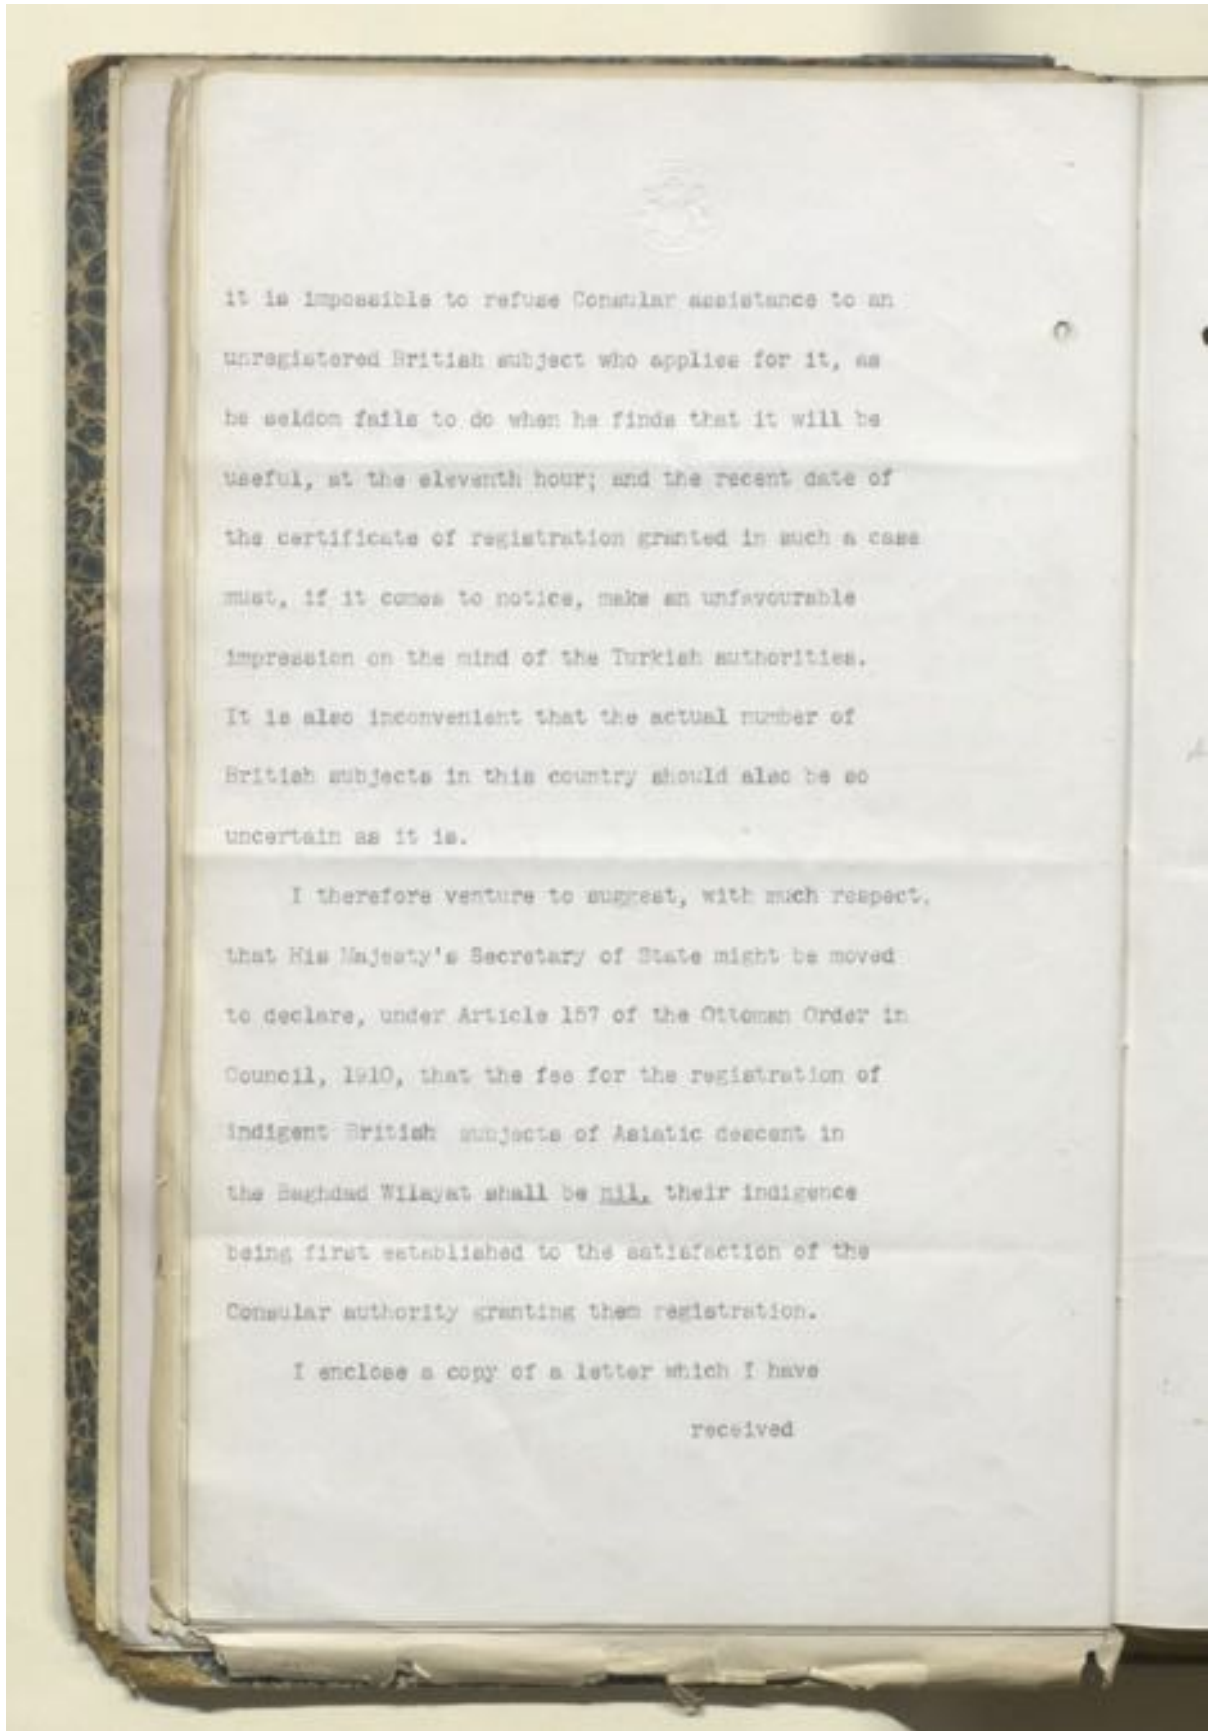 it is impossible to refuse Consular assistance to an
unregistered British subject who applies for it, as
he seldom fails to do when he finds that it will be
useful, at the eleventh hour; and the recent date of
the certificate of registration granted in such a case
must, if it comes to notice, make an unfavourable
impression on the mind of the Turkish authorities.
It is also inconvenient that the actual number of
British subjects in this country should also be so
uncertain as it is.
I therefore venture to suggest, with much respect,
that His Majesty's Secretary of State might be moved
to declare, under Article 157 of the Ottoman Order in
Council, 1910, that the fee for the registration of
indigent British subjects of Asiatic descent in
the Baghdad Wilayat shall be nil, their indigence
being first established to the satisfaction of the
Consular authority granting them registration.
I enclose a copy of a letter which I have
received